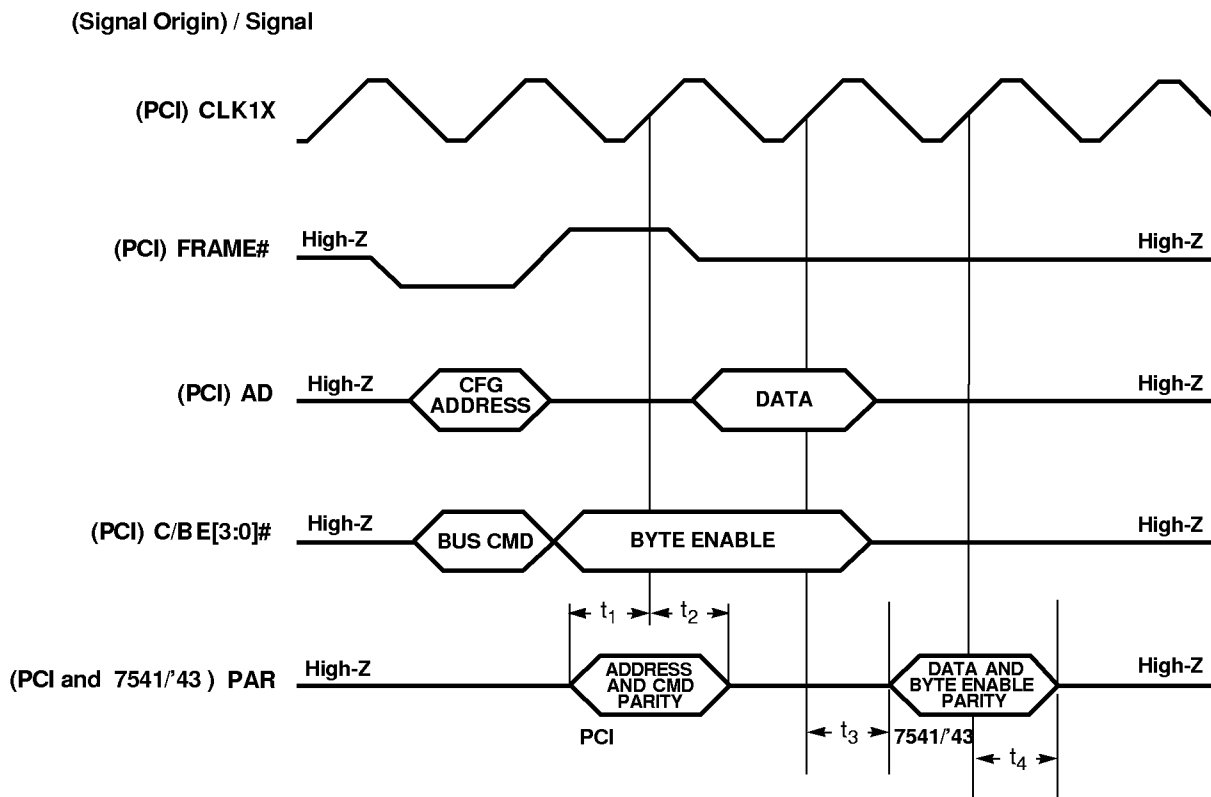 (Signal Origin) / Signal
(PCI) CLK1X
(PCI) FRAME#
High-Z
High-Z
(PCI) AD
High-Z
CFG
ADDRESS
DATA
High-Z
(PCI) C/B E[3:0]#
High-Z
BUS CMD
BYTE ENABLE
High-Z
t1
t2
(PCI and 7541/'43 ) PAR
High-Z
ADDRESS
AND CMD
PARITY
DATA AND
BYTE ENABLE
PARITY
High-Z
PCI
t3
7541/'43
t4